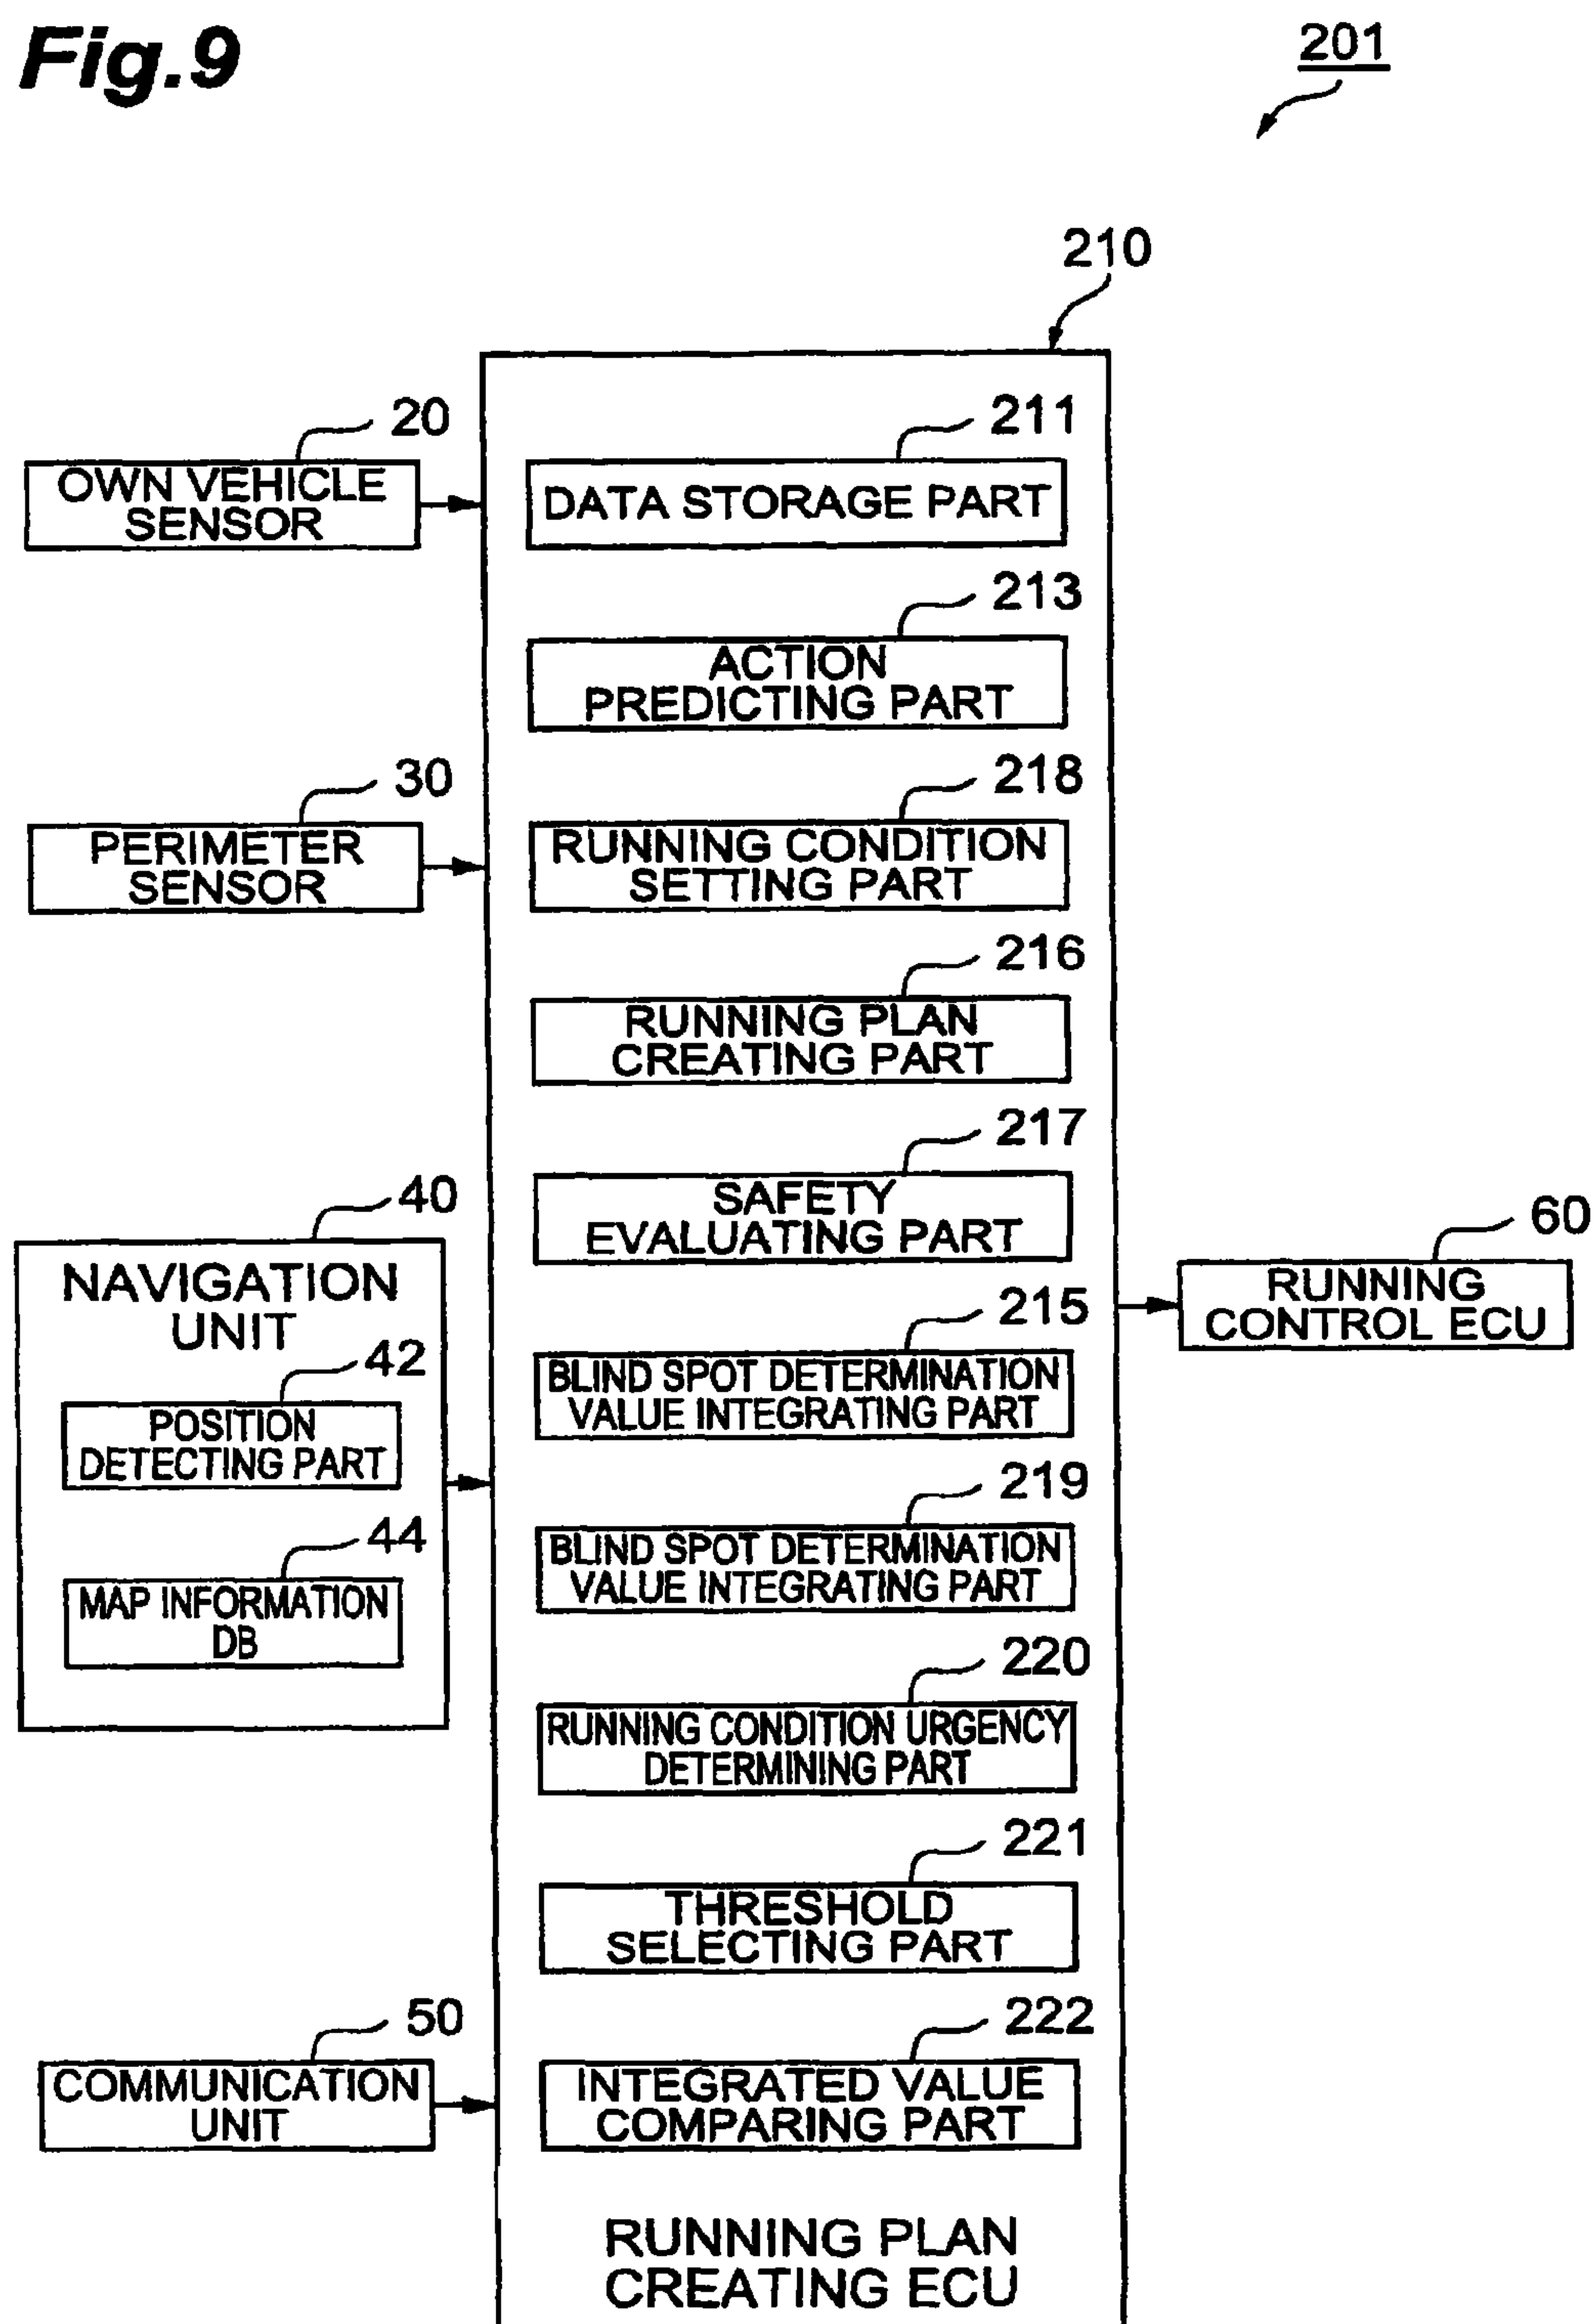 Fig.9
201
210
20
OWN VEHICLE
SENSOR
211
DATA STORAGE PART
213
ACTION
PREDICTING PART
30
PERIMETER
SENSOR
218
RUNNING CONDITION
SETTING PART
216
RUNNING PLAN
CREATING PART
217
SAFETY
EVALUATING PART
40
NAVIGATION
UNIT
42
POSITION
DETECTING PART
44
MAP INFORMATION
DB
60
RUNNING
CONTROL ECU
215
BLIND SPOT DETERMINATION
VALUE INTEGRATING PART
219
BLIND SPOT DETERMINATION
VALUE INTEGRATING PART
220
RUNNING CONDITION URGENCY
DETERMINING PART
221
THRESHOLD
SELECTING PART
50
COMMUNICATION
UNIT
222
INTEGRATED VALUE
COMPARING PART
RUNNING PLAN
CREATING ECU